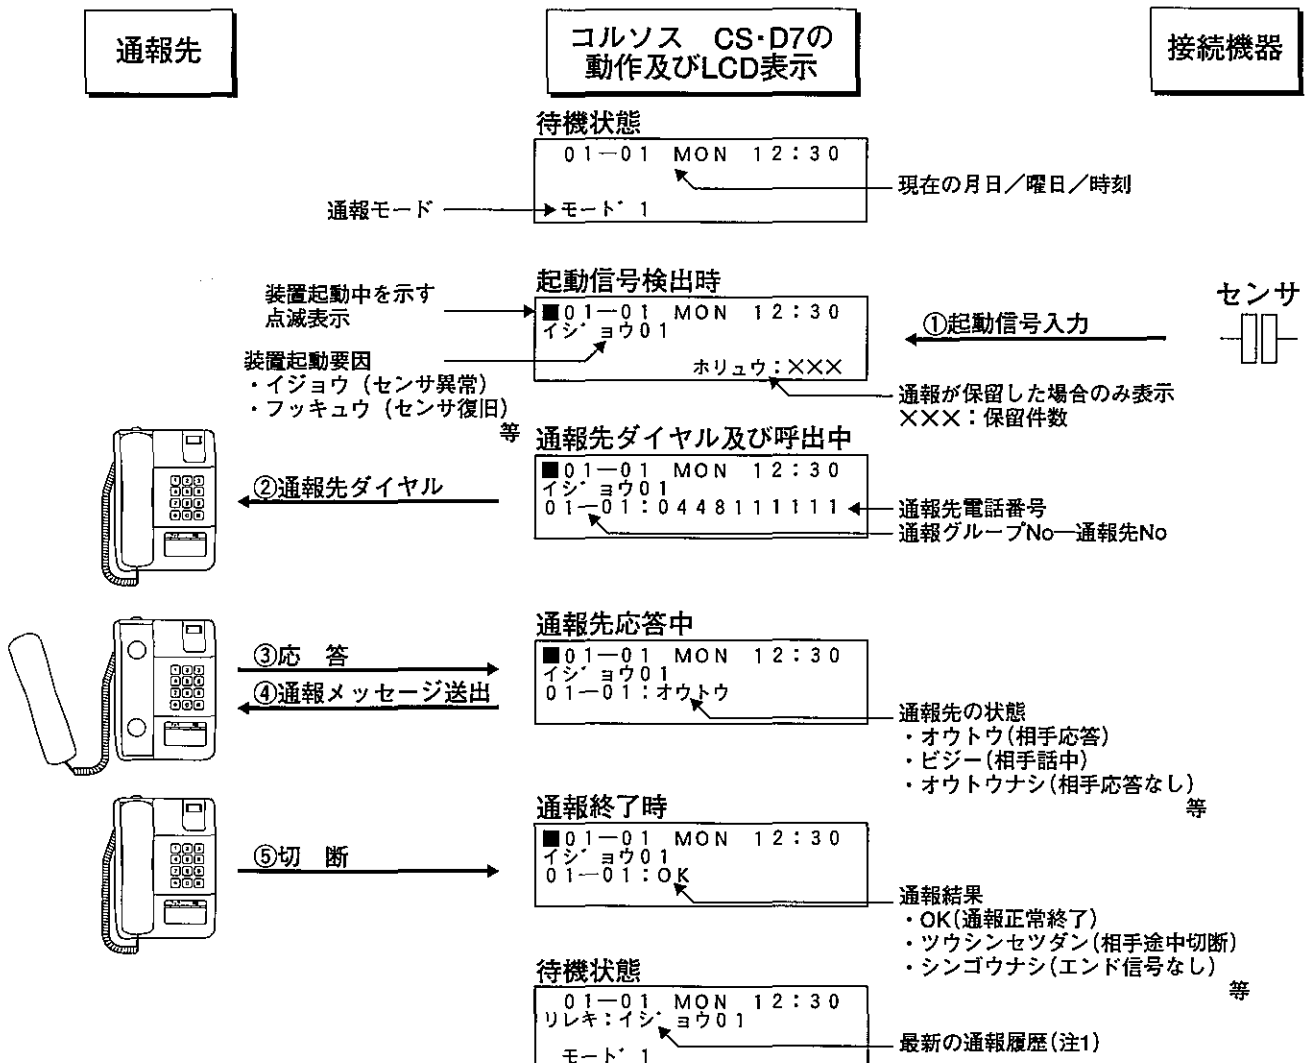 通報先
コルソス CS·D7の
動作及びLCD表示
接続機器
待機状態
01―01 MON 12:30
モード 1
現在の月日／曜日／時刻
通報モード
起動信号検出時
■01―01 MON 12:30
イジョウ01
ホリュウ:×××
装置起動中を示す
点滅表示
装置起動要因
・イジョウ（センサ異常）
・フッキュウ（センサ復旧）
等
センサ
①起動信号入力
通報が保留した場合のみ表示
×××：保留件数
通報先ダイヤル及び呼出中
■01―01 MON 12:30
イジョウ01
01―01:0448111111
②通報先ダイヤル
通報先電話番号
通報グループNo―通報先No
通報先応答中
■01―01 MON 12:30
イジョウ01
01―01:オウトウ
③応 答
④通報メッセージ送出
通報先の状態
・オウトウ(相手応答)
・ビジー(相手話中)
・オウトウナシ(相手応答なし)
等
通報終了時
■01―01 MON 12:30
イジョウ01
01―01:OK
⑤切 断
通報結果
・OK(通報正常終了)
・ツウシンセツダン(相手途中切断)
・シンゴウナシ(エンド信号なし)
等
待機状態
01―01 MON 12:30
リレキ:イジョウ01
モード 1
最新の通報履歴(注1)